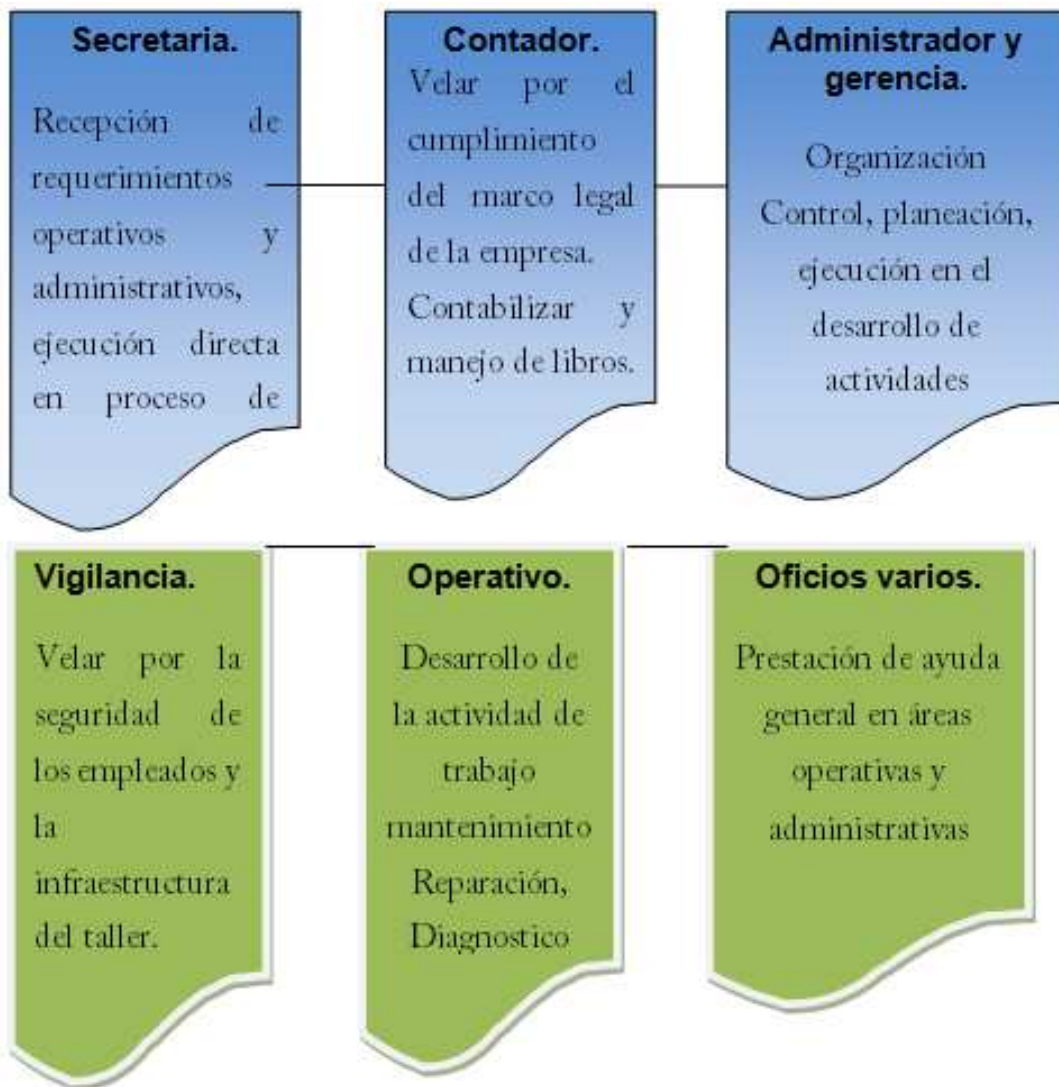 Secretaria.
Recepción de
requerimientos
operativos y
administrativos,
ejecución directa
en proceso de
Contador.
Velar por el
cumplimiento
del marco legal
de la empresa.
Contabilizar y
manejo de libros.
Administrador y
gerencia.
Organización
Control, planeación,
ejecución en el
desarrollo de
actividades
Vigilancia.
Velar por la
seguridad de
los empleados y
la
infraestructura
del taller.
Operativo.
Desarrollo de
la actividad de
trabajo
mantenimiento
Reparación,
Diagnostico
Oficios varios.
Prestación de ayuda
general en áreas
operativas y
administrativas